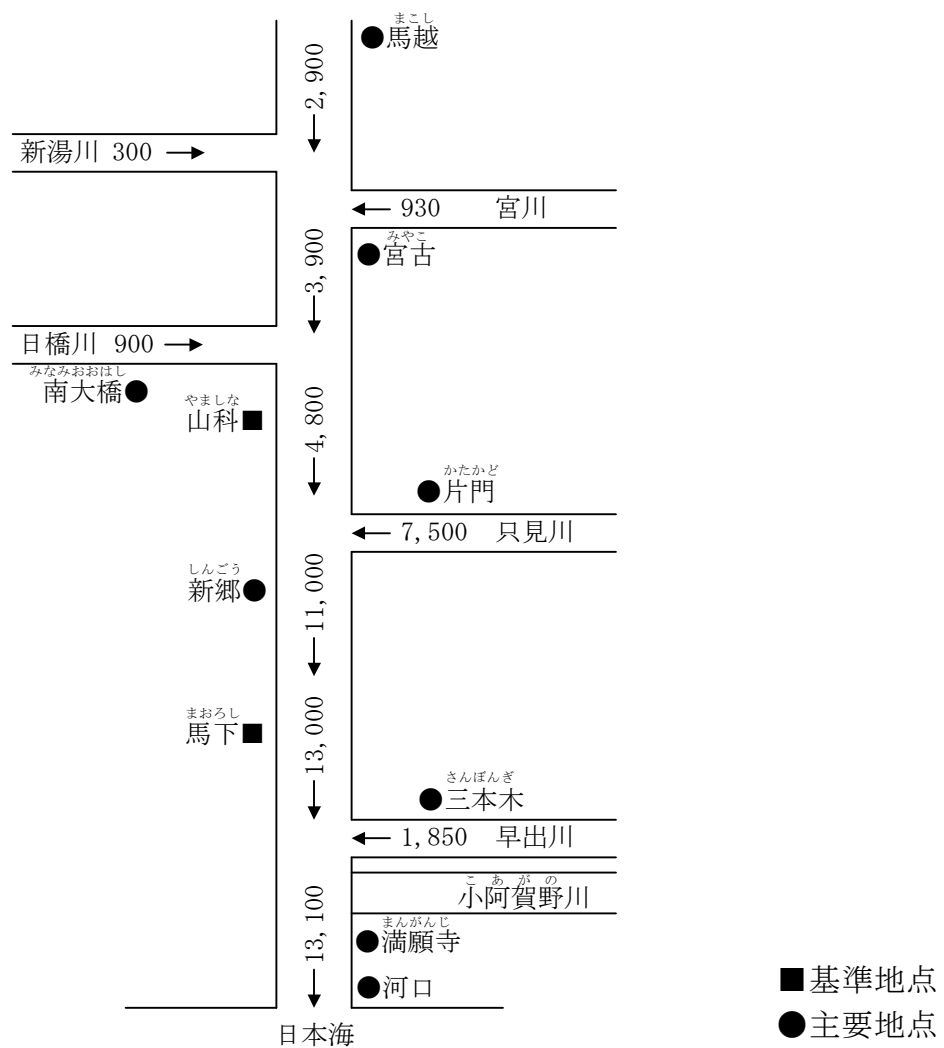 まこし
●馬越
2,900
新湯川 300
930 宮川
みやこ
●宮古
3,900
日橋川 900
みなみおおはし
南大橋●
やましな
山科■
4,800
かたかど
●片門
7,500 只見川
しんごう
新郷●
11,000
まおろし
馬下■
13,000
さんぼんぎ
●三本木
1,850 早出川
こあがの
小阿賀野川
まんがんじ
●満願寺
13,100
●河口
日本海
■基準地点
●主要地点